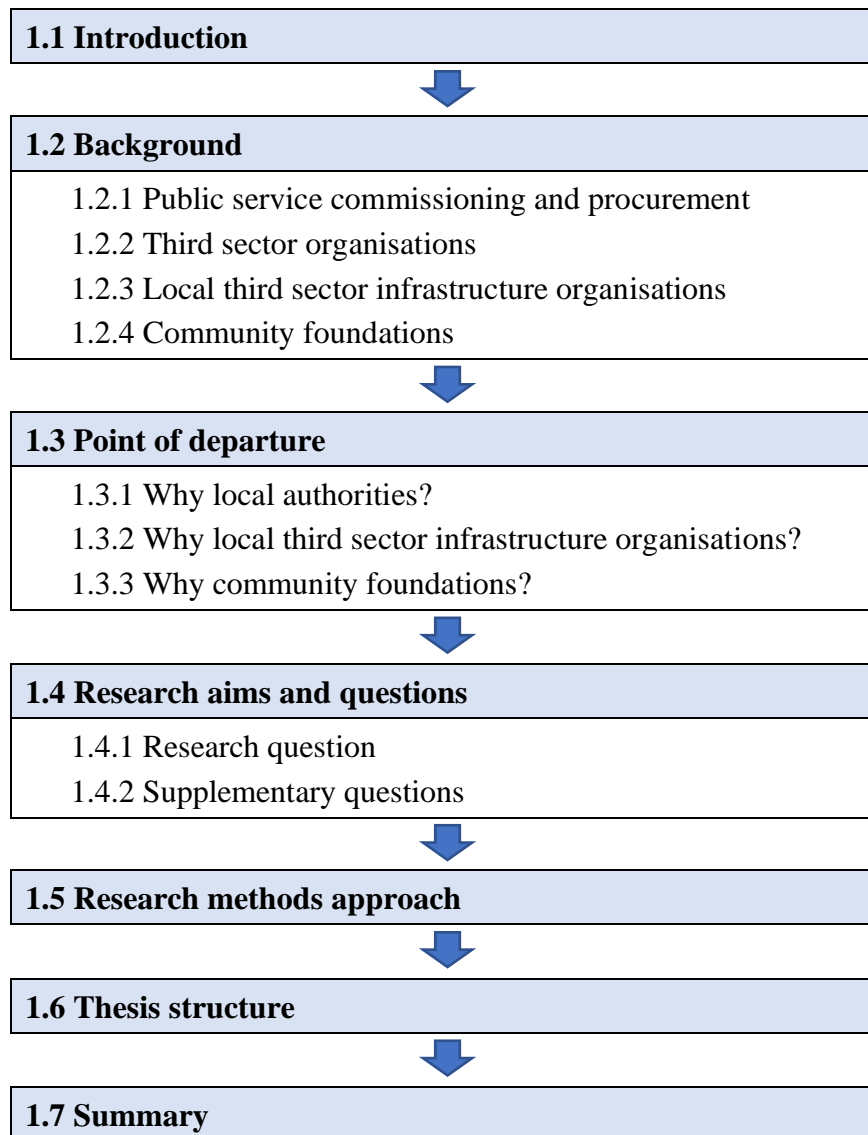 1.1 Introduction
1.2 Background
1.2.1 Public service commissioning and procurement
1.2.2 Third sector organisations
1.2.3 Local third sector infrastructure organisations
1.2.4 Community foundations
1.3 Point of departure
1.3.1 Why local authorities?
1.3.2 Why local third sector infrastructure organisations?
1.3.3 Why community foundations?
1.4 Research aims and questions
1.4.1 Research question
1.4.2 Supplementary questions
1.5 Research methods approach
1.6 Thesis structure
1.7 Summary